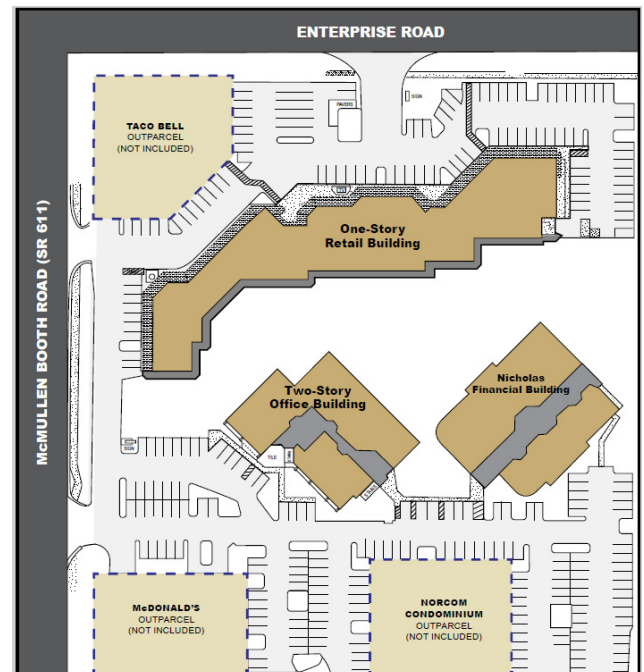 ENTERPRISE ROAD
McMULLEN BOOTH ROAD (SR 611)
TACO BELL
OUTPARCEL
(NOT INCLUDED)
PAVERS
SIGN
One-Story
Retail Building
Two-Story
Office Building
Nicholas
Financial Building
SIGN
TILE
McDONALD'S
OUTPARCEL
(NOT INCLUDED)
NORCOM
CONDOMINIUM
OUTPARCEL
(NOT INCLUDED)